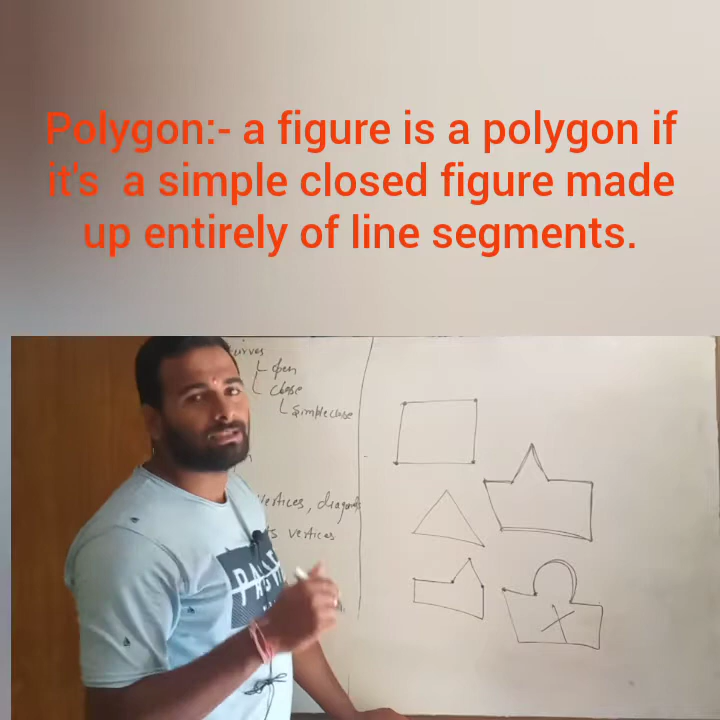 Polygon:- a figure is a polygon if
it's a simple closed figure made
up entirely of line segments.
open
close
simple close
vertices, diagonals
vertices